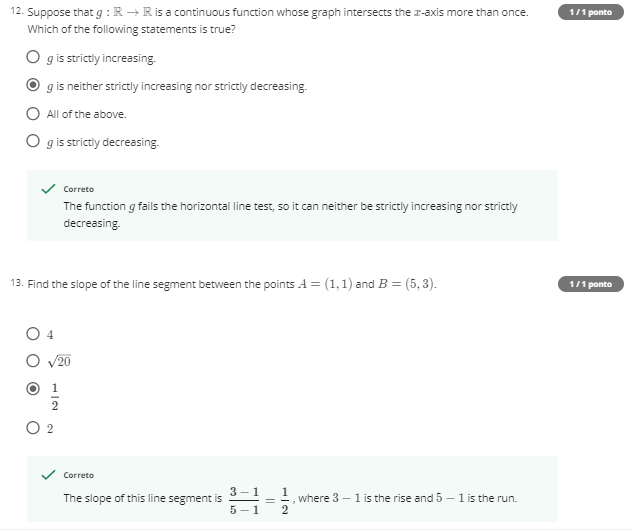 12. Suppose that g : ℝ → ℝ is a continuous function whose graph intersects the x-axis more than once.
1 / 1 ponto
Which of the following statements is true?
g is strictly increasing.
g is neither strictly increasing nor strictly decreasing.
All of the above.
g is strictly decreasing.
Correto
The function g fails the horizontal line test, so it can neither be strictly increasing nor strictly
decreasing.
13. Find the slope of the line segment between the points A = (1, 1) and B = (5, 3).
1 / 1 ponto
4
√20
1/2
2
Correto
The slope of this line segment is (3 − 1)/(5 − 1) = 1/2, where 3 − 1 is the rise and 5 − 1 is the run.